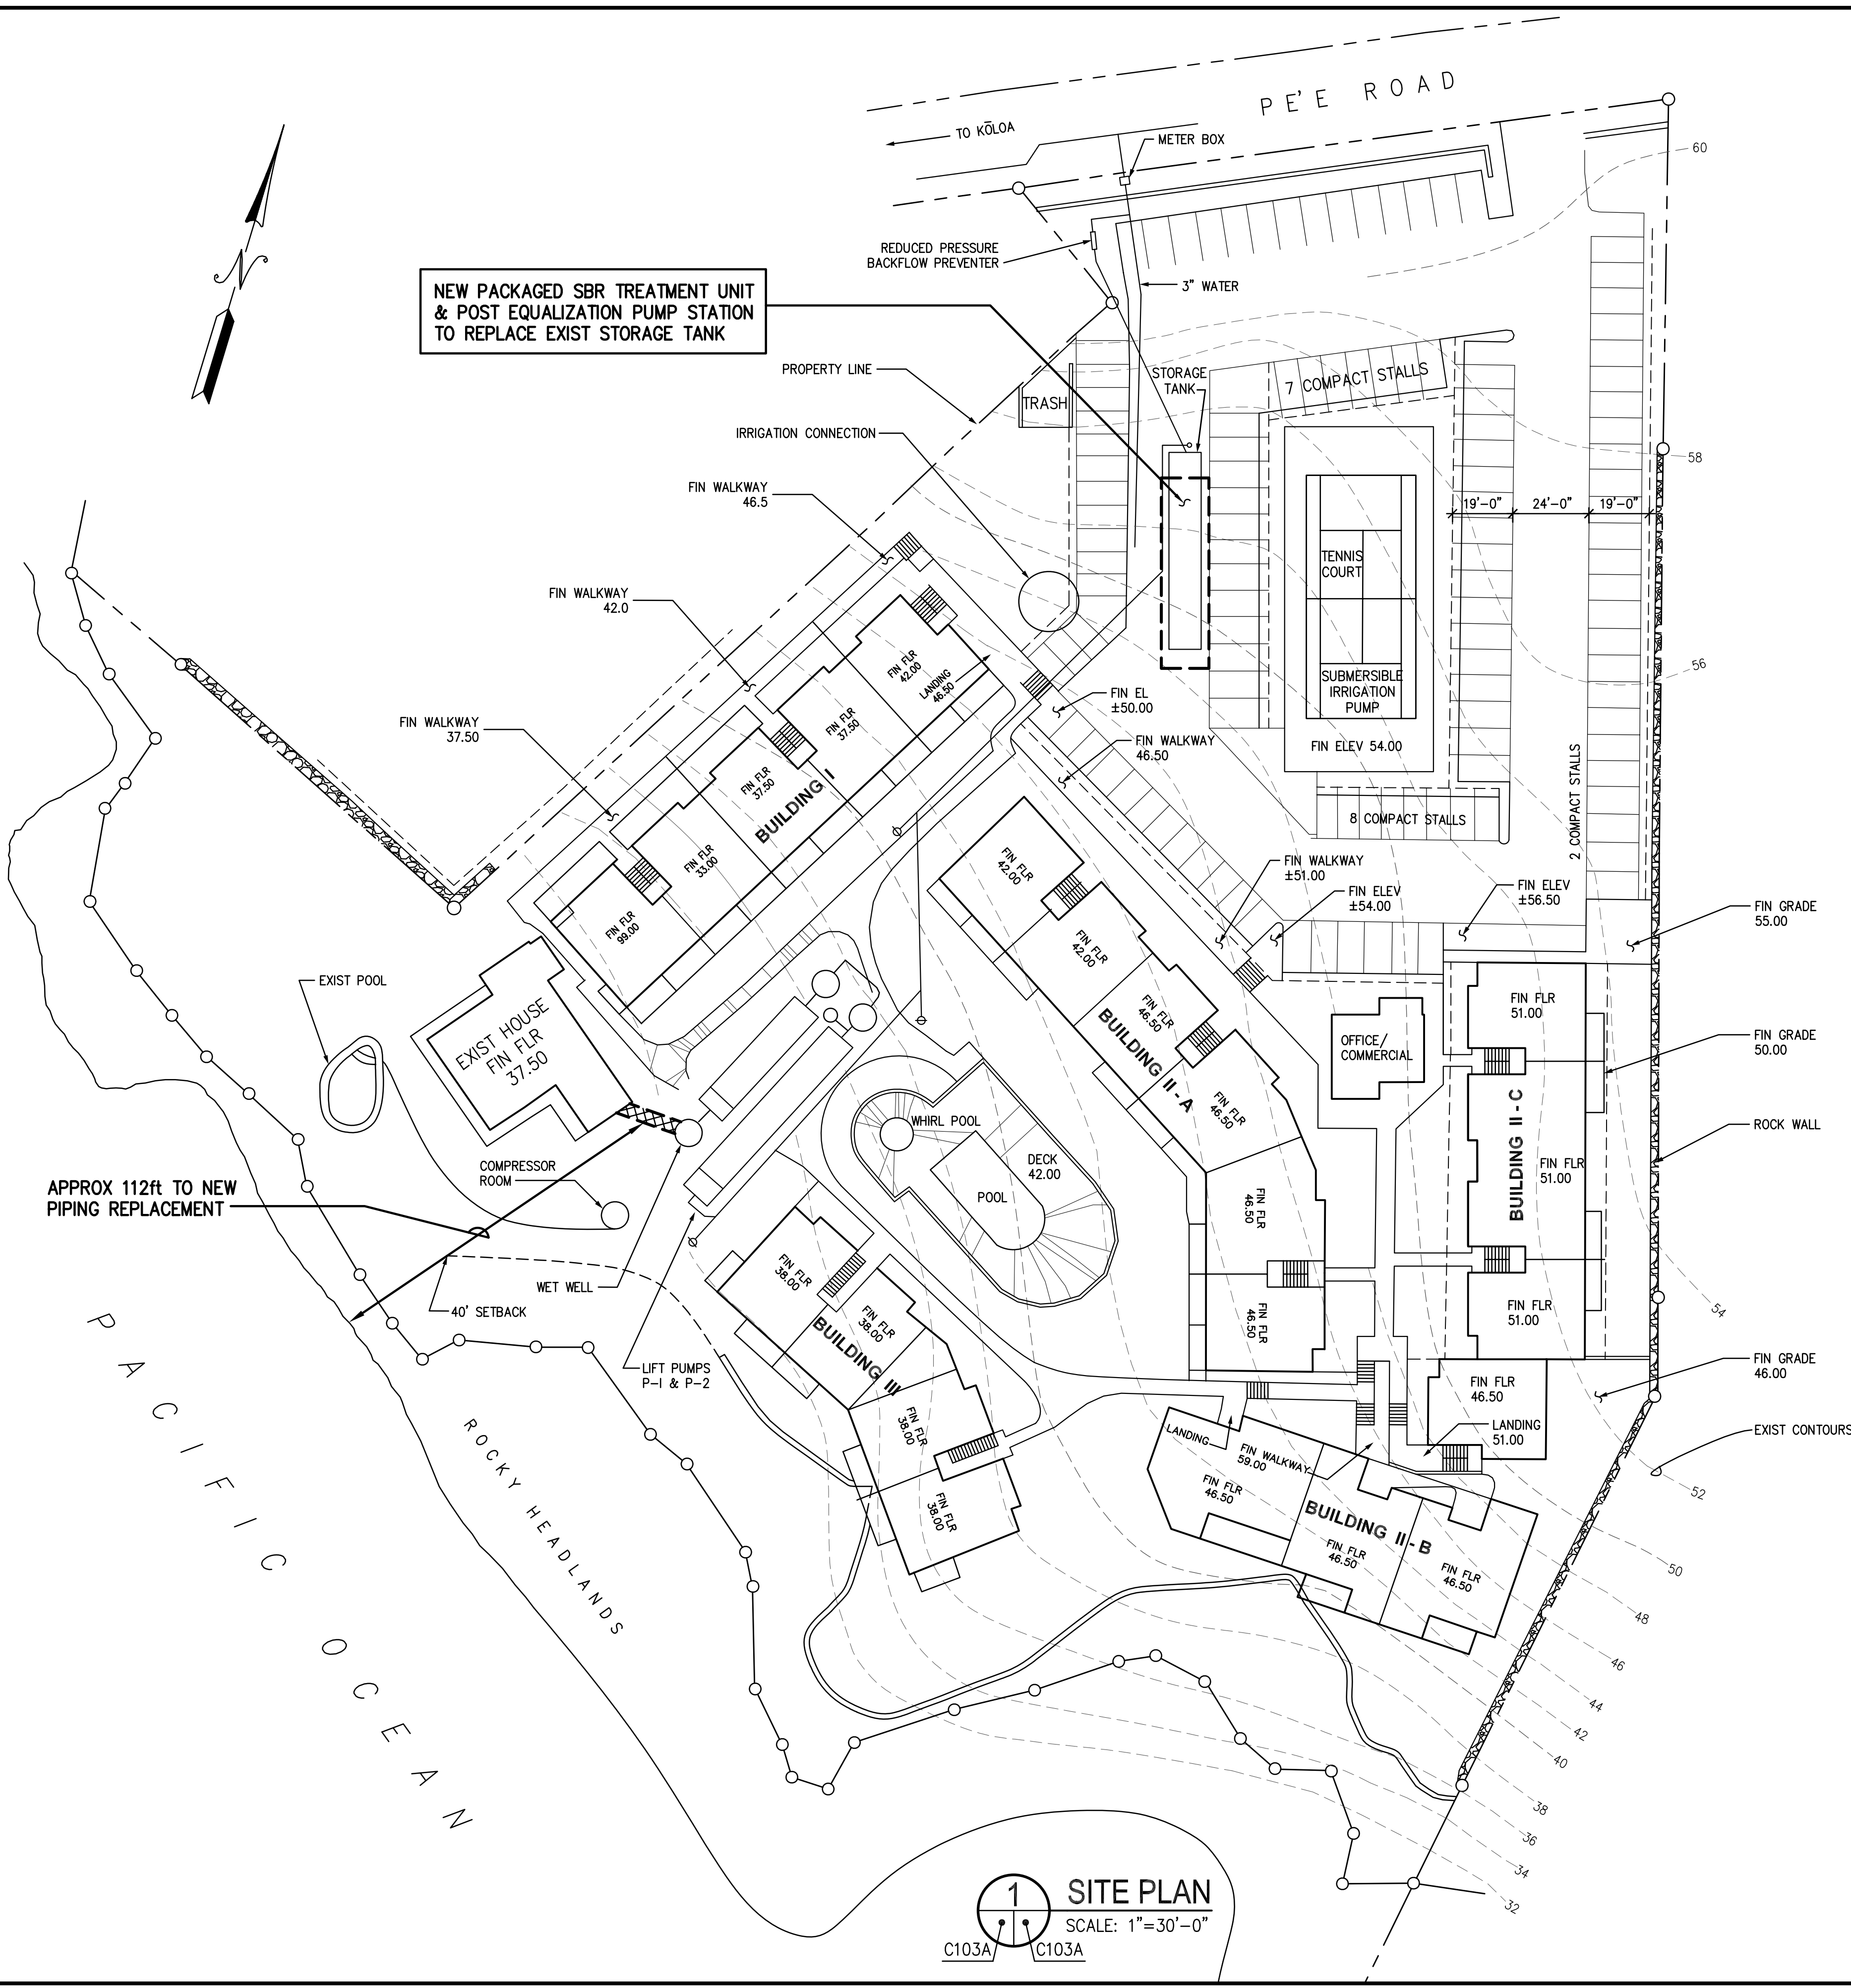 PE'E ROAD
TO KŌLOA
METER BOX
60
N
REDUCED PRESSURE
BACKFLOW PREVENTER
3" WATER
NEW PACKAGED SBR TREATMENT UNIT
& POST EQUALIZATION PUMP STATION
TO REPLACE EXIST STORAGE TANK
PROPERTY LINE
STORAGE
TANK
7 COMPACT STALLS
TRASH
IRRIGATION CONNECTION
58
FIN WALKWAY
46.5
19'-0"
24'-0"
19'-0"
TENNIS
COURT
FIN WALKWAY
42.0
56
SUBMERSIBLE
IRRIGATION
PUMP
FIN FLR
42.00
LANDING
46.50
FIN EL
±50.00
FIN WALKWAY
37.50
FIN FLR
37.50
FIN WALKWAY
46.50
FIN ELEV 54.00
FIN FLR
37.50
BUILDING I
2 COMPACT STALLS
8 COMPACT STALLS
FIN FLR
33.00
FIN FLR
42.00
FIN WALKWAY
±51.00
FIN ELEV
±54.00
FIN ELEV
±56.50
FIN GRADE
55.00
FIN FLR
99.00
FIN FLR
42.00
EXIST POOL
FIN FLR
46.50
FIN FLR
51.00
EXIST HOUSE
FIN FLR
37.50
BUILDING II-A
OFFICE/
COMMERCIAL
FIN GRADE
50.00
FIN FLR
46.50
WHIRL POOL
BUILDING II-C
ROCK WALL
COMPRESSOR
ROOM
DECK
42.00
FIN FLR
51.00
APPROX 112ft TO NEW
PIPING REPLACEMENT
POOL
FIN FLR
46.50
WET WELL
FIN FLR
38.00
40' SETBACK
FIN FLR
38.00
FIN FLR
46.50
FIN FLR
51.00
54
BUILDING III
LIFT PUMPS
P-1 & P-2
FIN GRADE
46.00
FIN FLR
46.50
FIN FLR
38.00
LANDING
LANDING
51.00
EXIST CONTOURS
FIN WALKWAY
59.00
FIN FLR
46.50
52
FIN FLR
38.00
BUILDING II-B
FIN FLR
46.50
FIN FLR
46.50
50
48
46
44
42
40
38
36
34
32
ROCKY HEADLANDS
PACIFIC OCEAN
1
SITE PLAN
SCALE: 1"=30'-0"
C103A
C103A